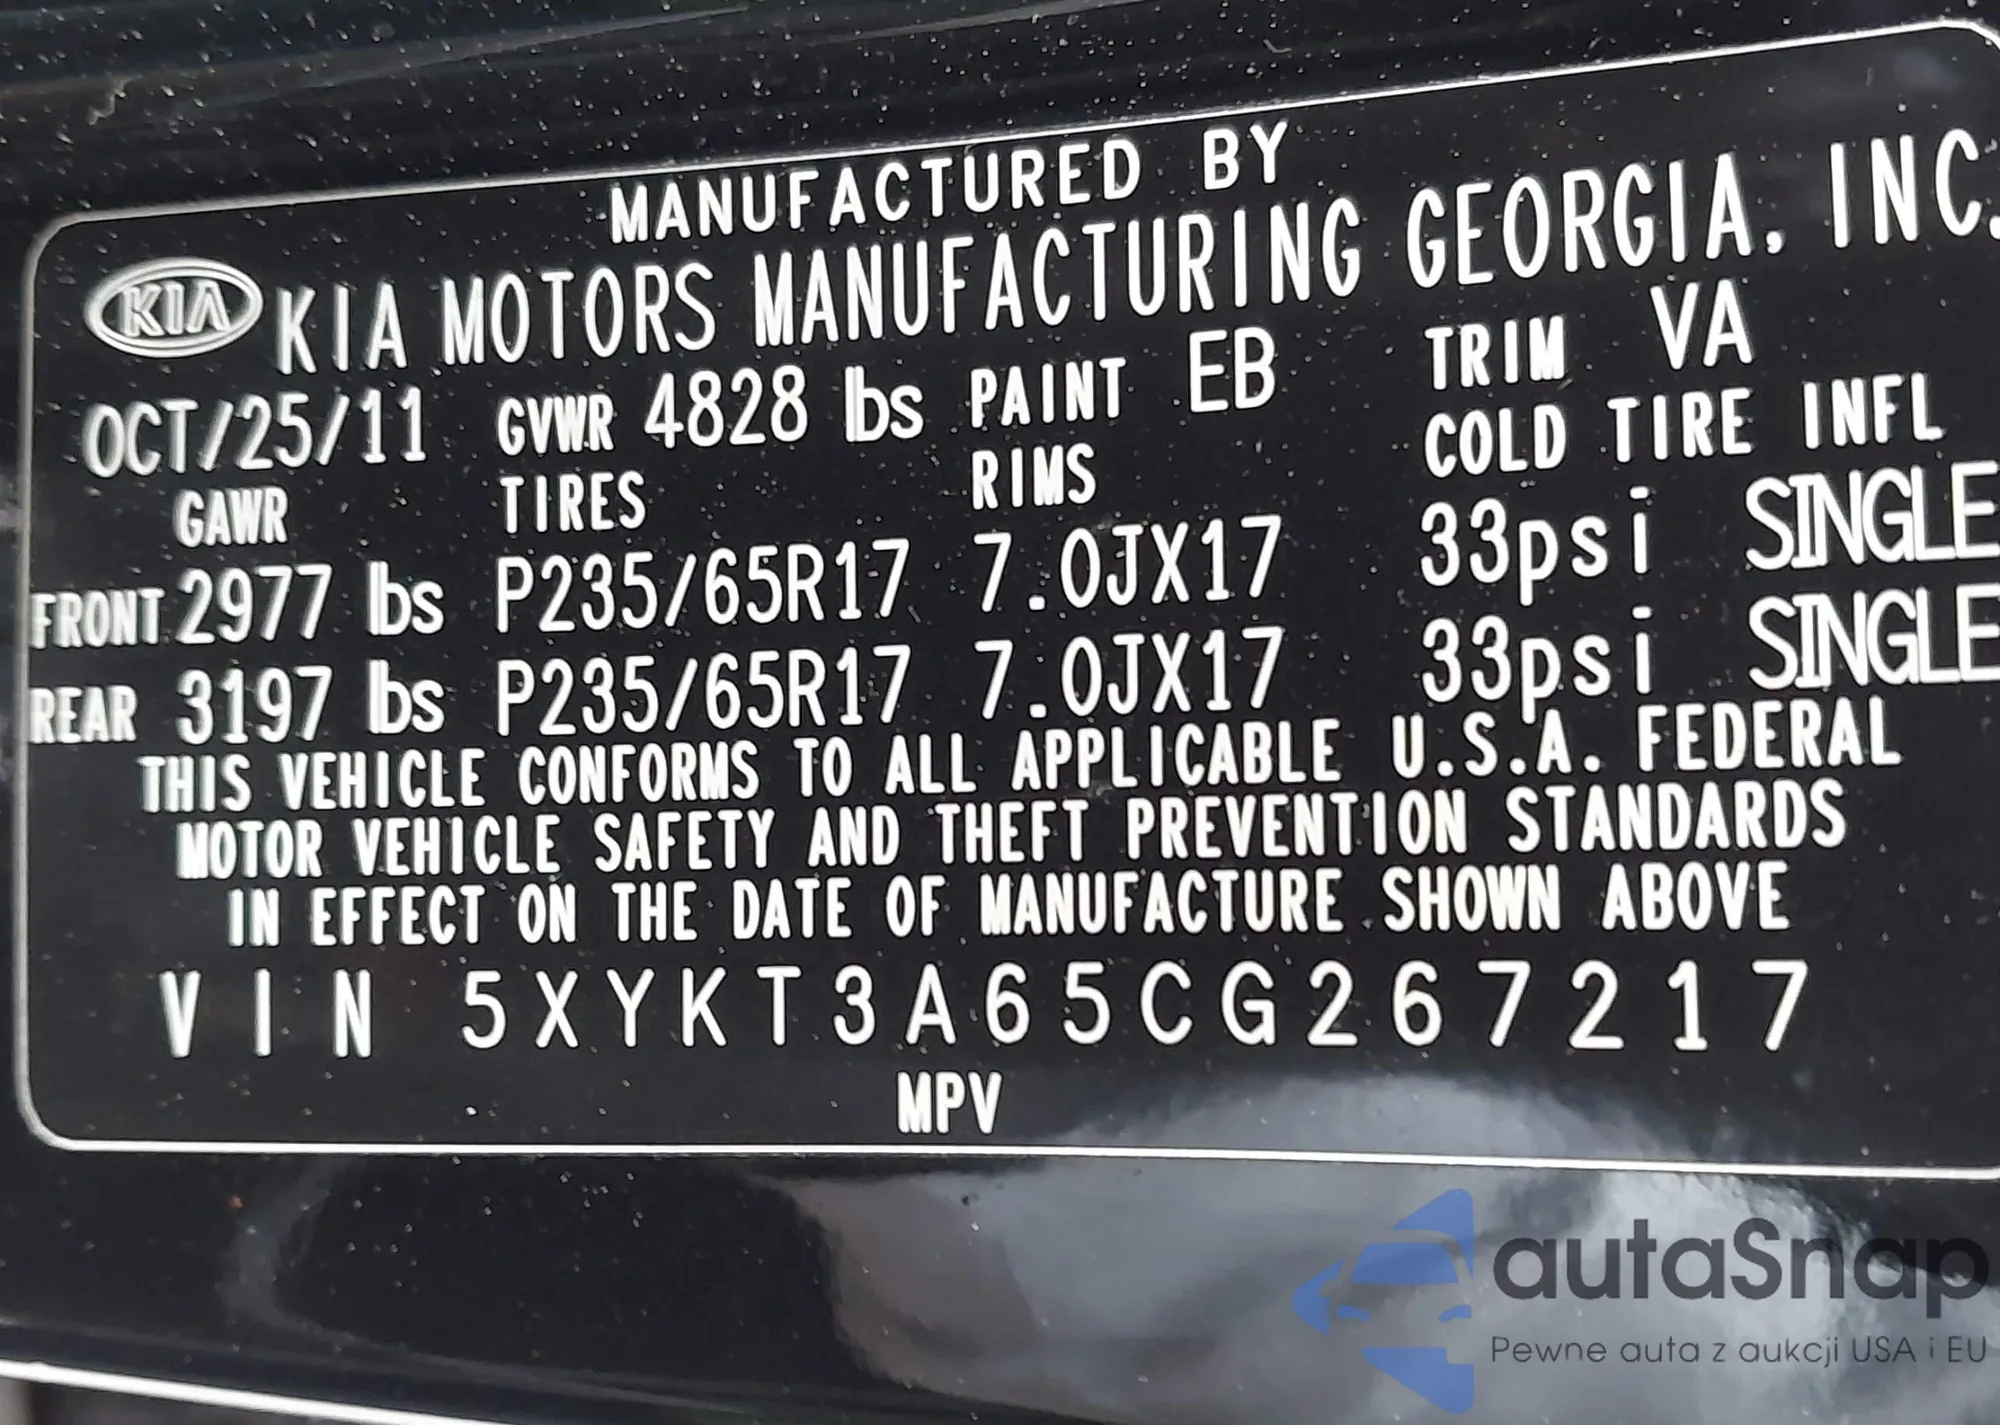 MANUFACTURED BY
KIA KIA MOTORS MANUFACTURING GEORGIA, INC.
OCT/25/11 GVWR 4828 lbs PAINT EB TRIM VA
GAWR TIRES RIMS COLD TIRE INFL
FRONT 2977 lbs P235/65R17 7.0JX17 33psi SINGLE
REAR 3197 lbs P235/65R17 7.0JX17 33psi SINGLE
THIS VEHICLE CONFORMS TO ALL APPLICABLE U.S.A. FEDERAL
MOTOR VEHICLE SAFETY AND THEFT PREVENTION STANDARDS
IN EFFECT ON THE DATE OF MANUFACTURE SHOWN ABOVE
VIN 5XYKT3A65CG267217
MPV
autaSnap
Pewne auta z aukcji USA i EU